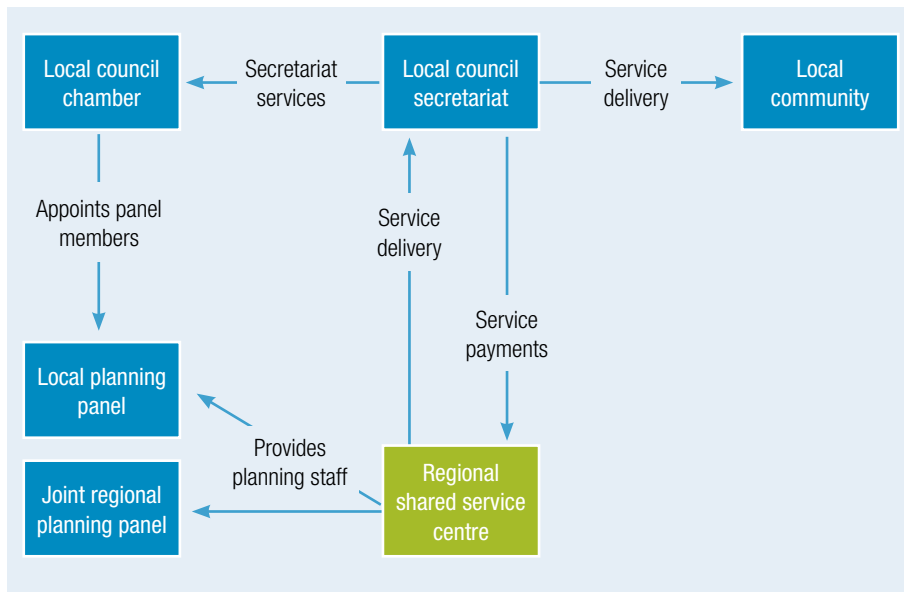 Local council
chamber
Secretariat
services
Local council
secretariat
Service
delivery
Local
community
Appoints panel
members
Service
delivery
Service
payments
Local planning
panel
Provides
planning staff
Joint regional
planning panel
Regional
shared service
centre